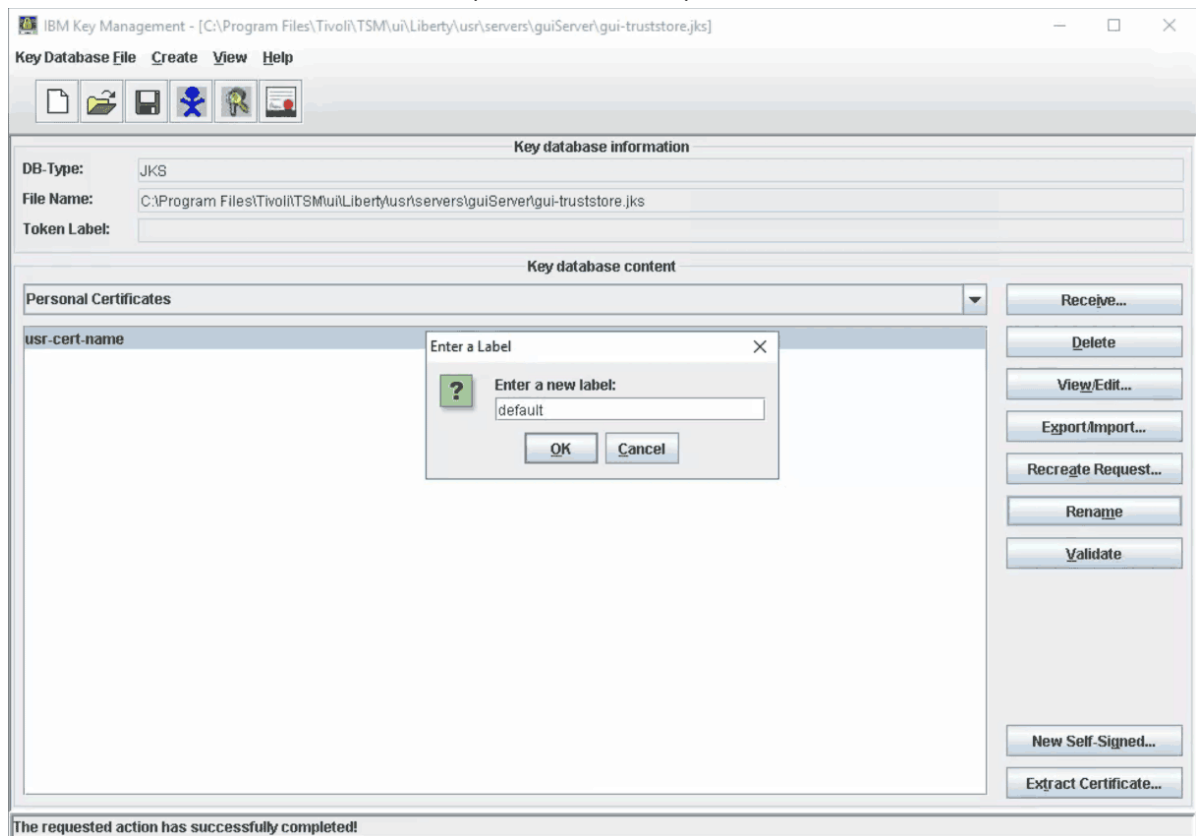 IBM Key Management - [C:\Program Files\Tivoli\TSM\ui\Liberty\usr\servers\guiServer\gui-truststore.jks]
Key Database File Create View Help
Key database information
DB-Type: JKS
File Name: C:\Program Files\Tivoli\TSM\ui\Liberty\usr\servers\guiServer\gui-truststore.jks
Token Label:
Key database content
Personal Certificates
Receive...
usr-cert-name
Delete
Enter a Label
Enter a new label:
default
OK Cancel
View/Edit...
Export/Import...
Recreate Request...
Rename
Validate
New Self-Signed...
Extract Certificate...
The requested action has successfully completed!